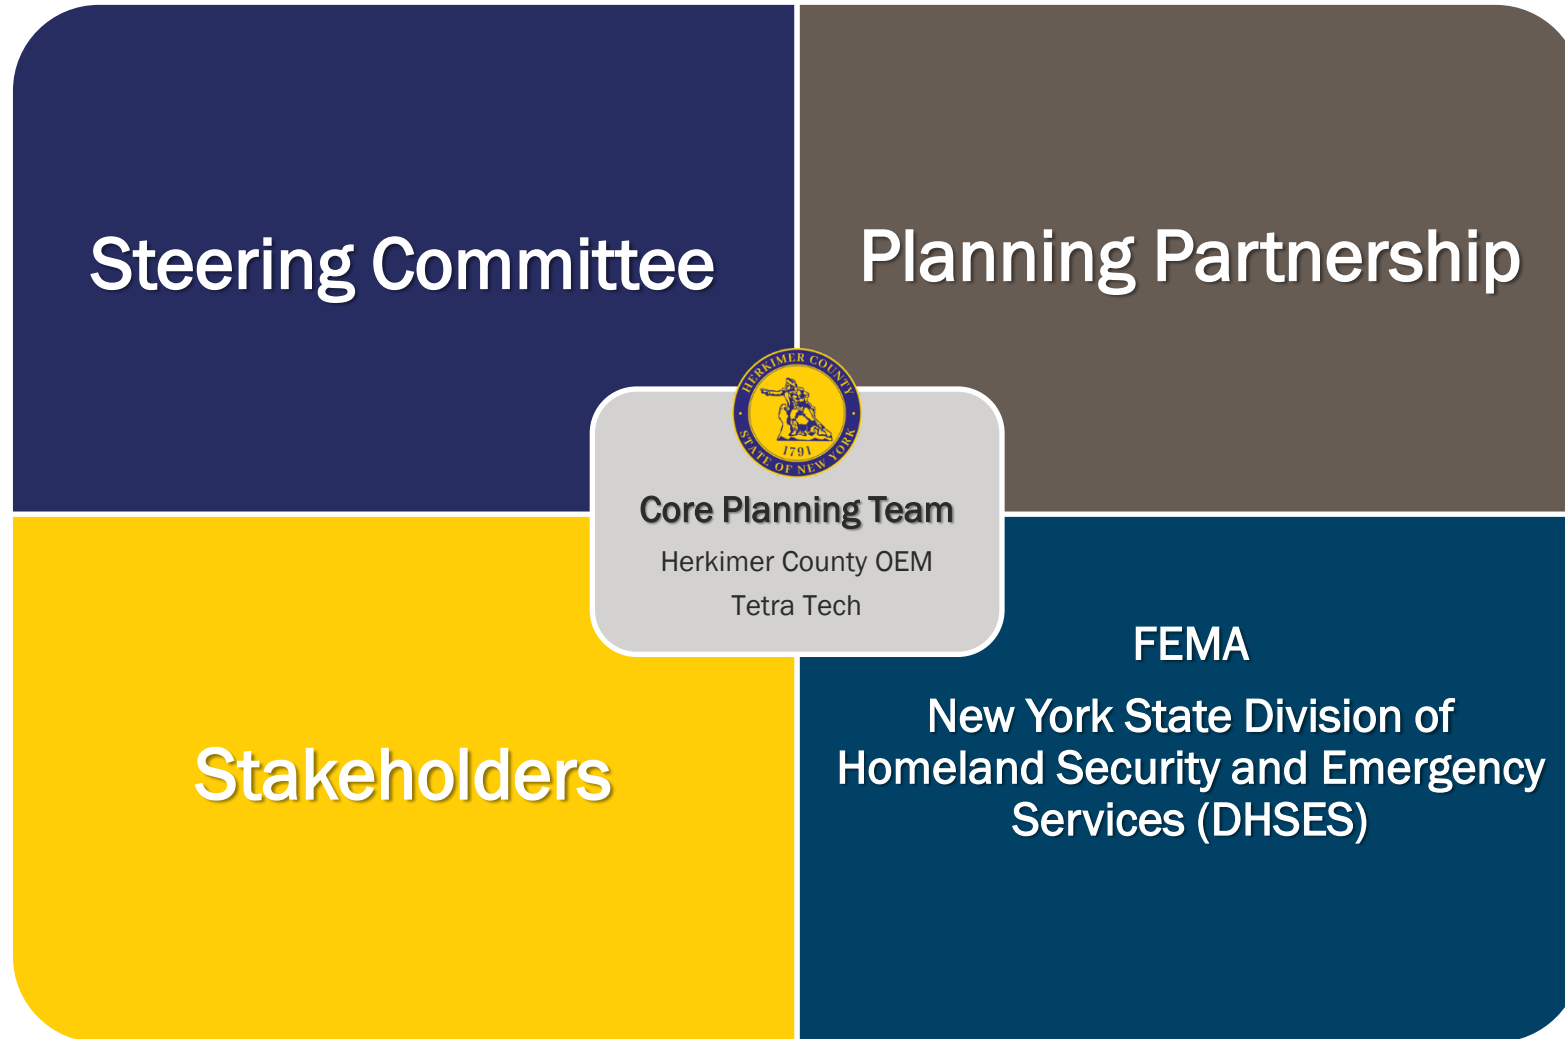 Steering Committee
Planning Partnership
HERKIMER COUNTY
STATE OF NEW YORK
1791
Core Planning Team
Herkimer County OEM
Tetra Tech
Stakeholders
FEMA
New York State Division of
Homeland Security and Emergency
Services (DHSES)